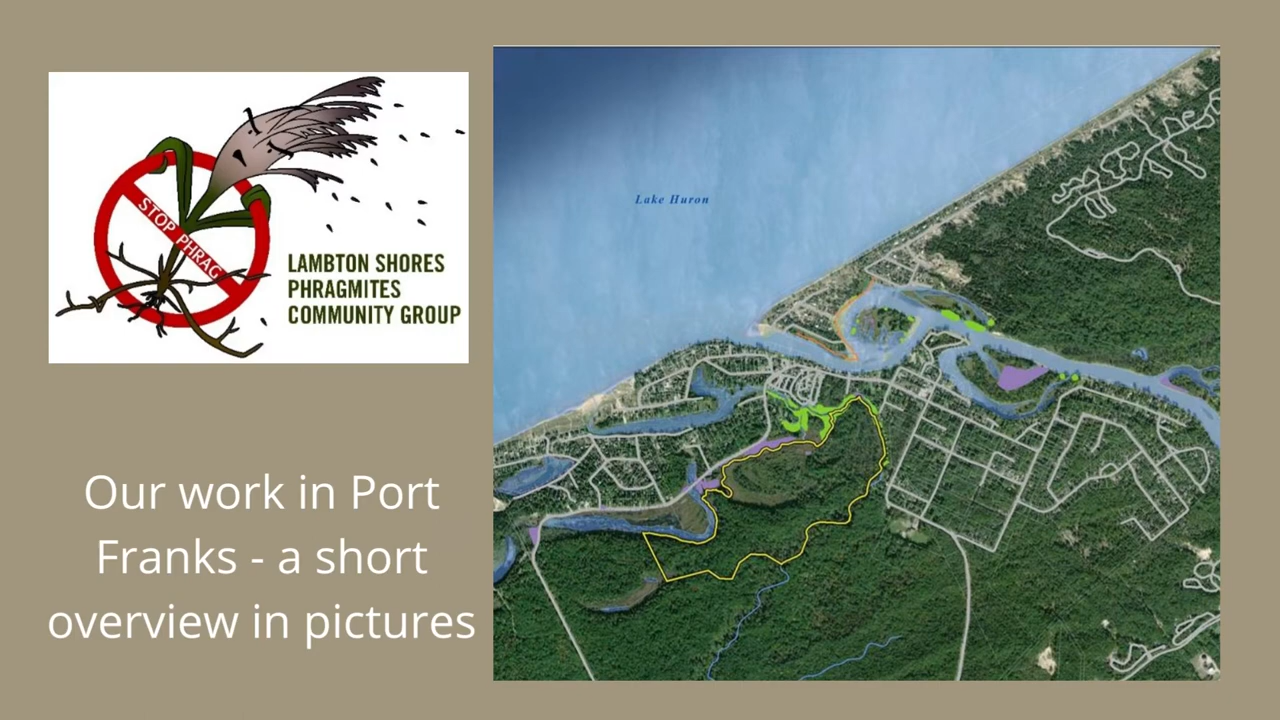 STOP PHRAG
LAMBTON SHORES
PHRAGMITES
COMMUNITY GROUP
Lake Huron
Our work in Port
Franks - a short
overview in pictures